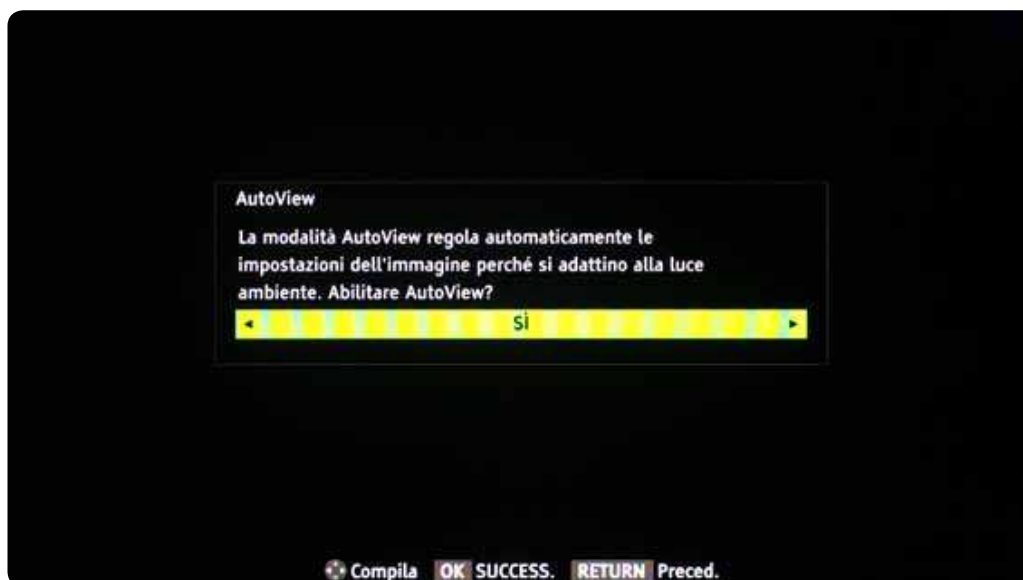 AutoView
La modalità AutoView regola automaticamente le
impostazioni dell'immagine perché si adattino alla luce
ambiente. Abilitare AutoView?
SÌ
Compila OK SUCCESS. RETURN Preced.